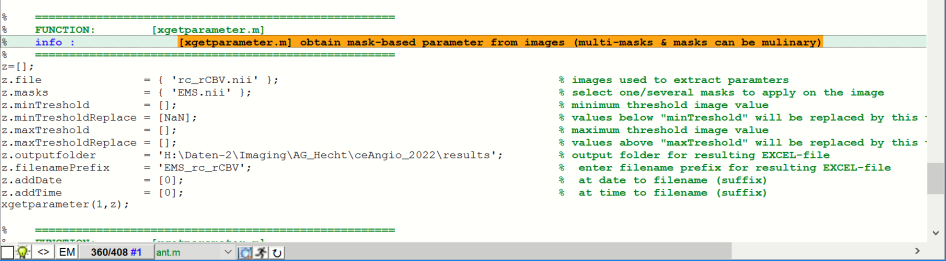 % =====================================================
% FUNCTION: [xgetparameter.m]
% info : [xgetparameter.m] obtain mask-based parameter from images (multi-masks & masks can be mulinary)
% =====================================================
z=[];
z.file = { 'rc_rCBV.nii' }; % images used to extract paramters
z.masks = { 'EMS.nii' }; % select one/several masks to apply on the image
z.minTreshold = []; % minimum threshold image value
z.minTresholdReplace = [NaN]; % values below "minTreshold" will be replaced by this
z.maxTreshold = []; % maximum threshold image value
z.maxTresholdReplace = []; % values above "maxTreshold" will be replaced by this
z.outputfolder = 'H:\Daten-2\Imaging\AG_Hecht\ceAngio_2022\results'; % output folder for resulting EXCEL-file
z.filenamePrefix = 'EMS_rc_rCBV'; % enter filename prefix for resulting EXCEL-file
z.addDate = [0]; % at date to filename (suffix)
z.addTime = [0]; % at time to filename (suffix)
xgetparameter(1,z);
% =====================================================
<> EM 360/408 #1 ant.m